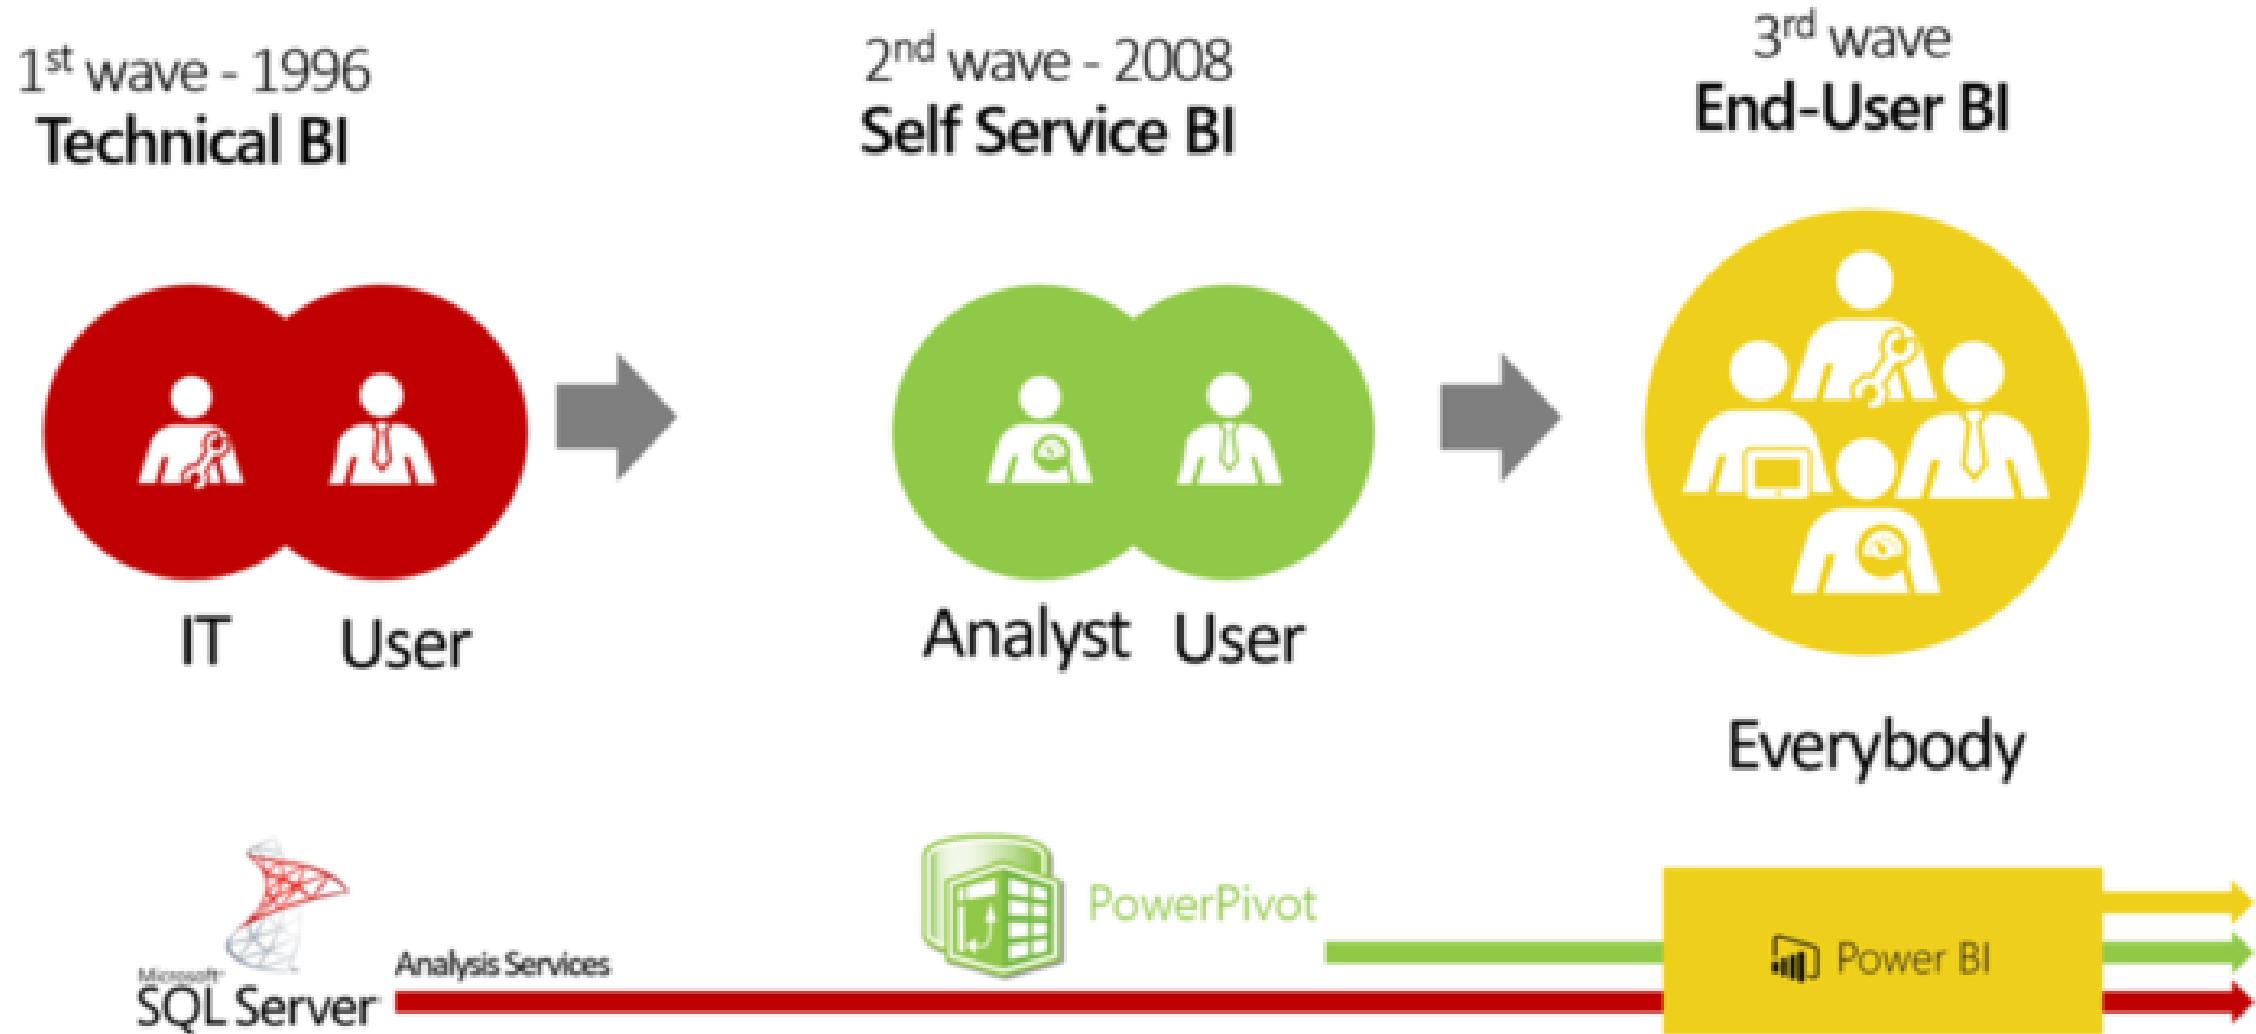 1st wave - 1996
Technical BI
2nd wave - 2008
Self Service BI
3rd wave
End-User BI
IT
User
Analyst
User
Everybody
Microsoft
SQL Server
Analysis Services
PowerPivot
Power BI